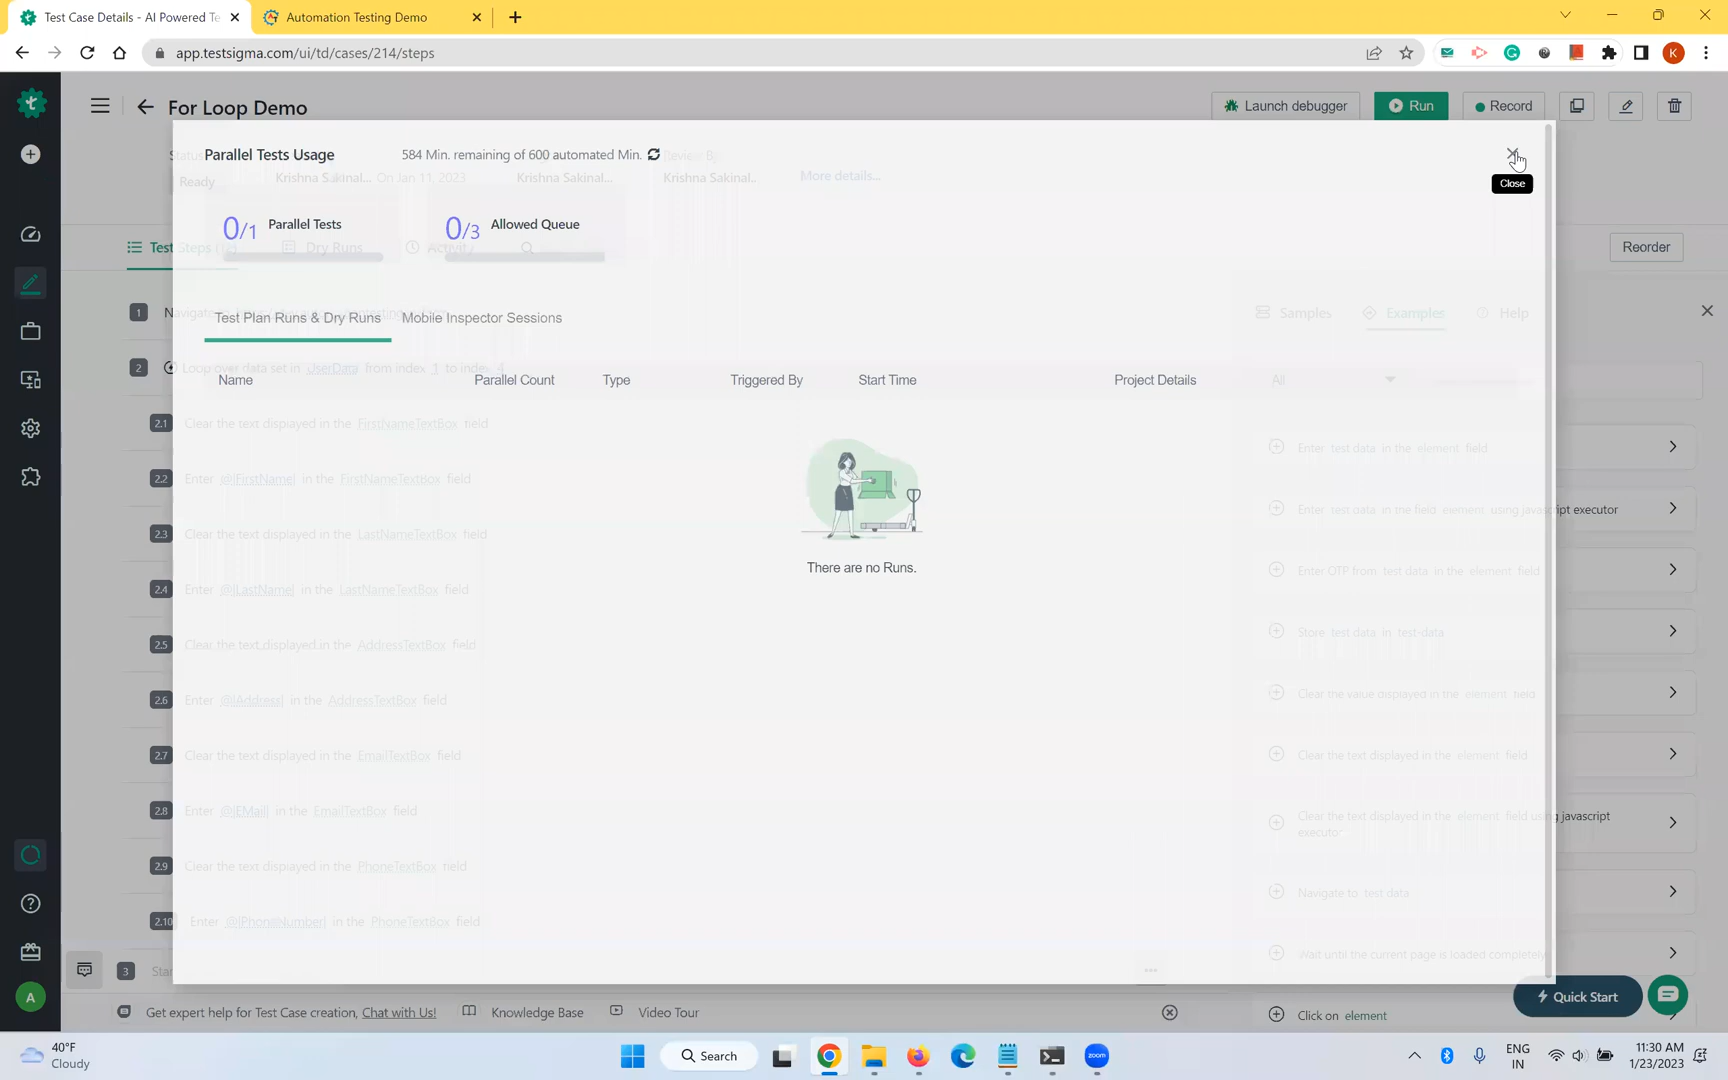 Test Case Details - AI Powered Te
Automation Testing Demo
app.testsigma.com/ui/td/cases/214/steps
K
For Loop Demo
Launch debugger
Run
Record
Parallel Tests Usage
584 Min. remaining of 600 automated Min.
Review By
Status
Ready
Krishna Sakinal... On Jan 11, 2023
Krishna Sakinal...
Krishna Sakinal...
More details...
Close
0/1 Parallel Tests
0/3 Allowed Queue
Test Steps
Dry Runs
Reorder
1
Test Plan Runs & Dry Runs
Mobile Inspector Sessions
Samples
Examples
Help
2
Loop over data set in UserData from index 1 to index 4
Name
Parallel Count
Type
Triggered By
Start Time
Project Details
All
2.1 Clear the text displayed in the FirstNameTextBox field
Enter test data in the element field
2.2 Enter @|FirstName| in the FirstNameTextBox field
Enter test data in the field element using javascript executor
2.3 Clear the text displayed in the LastNameTextBox field
There are no Runs.
Enter OTP from test data in the element field
2.4 Enter @|LastName| in the LastNameTextBox field
Store test data in test-data
2.5 Clear the text displayed in the AddressTextBox field
Clear the value displayed in the element field
2.6 Enter @|Address| in the AddressTextBox field
2.7 Clear the text displayed in the EmailTextBox field
Clear the text displayed in the element field
2.8 Enter @|EMail| in the EmailTextBox field
Clear the text displayed in the element field using javascript
executor
2.9 Clear the text displayed in the PhoneTextBox field
Navigate to test data
2.10 Enter @|PhoneNumber| in the PhoneTextBox field
Wait until the current page is loaded completely
3
Quick Start
A
Get expert help for Test Case creation, Chat with Us!
Knowledge Base
Video Tour
Click on element
40°F
Cloudy
Search
zoom
ENG
IN
11:30 AM
1/23/2023